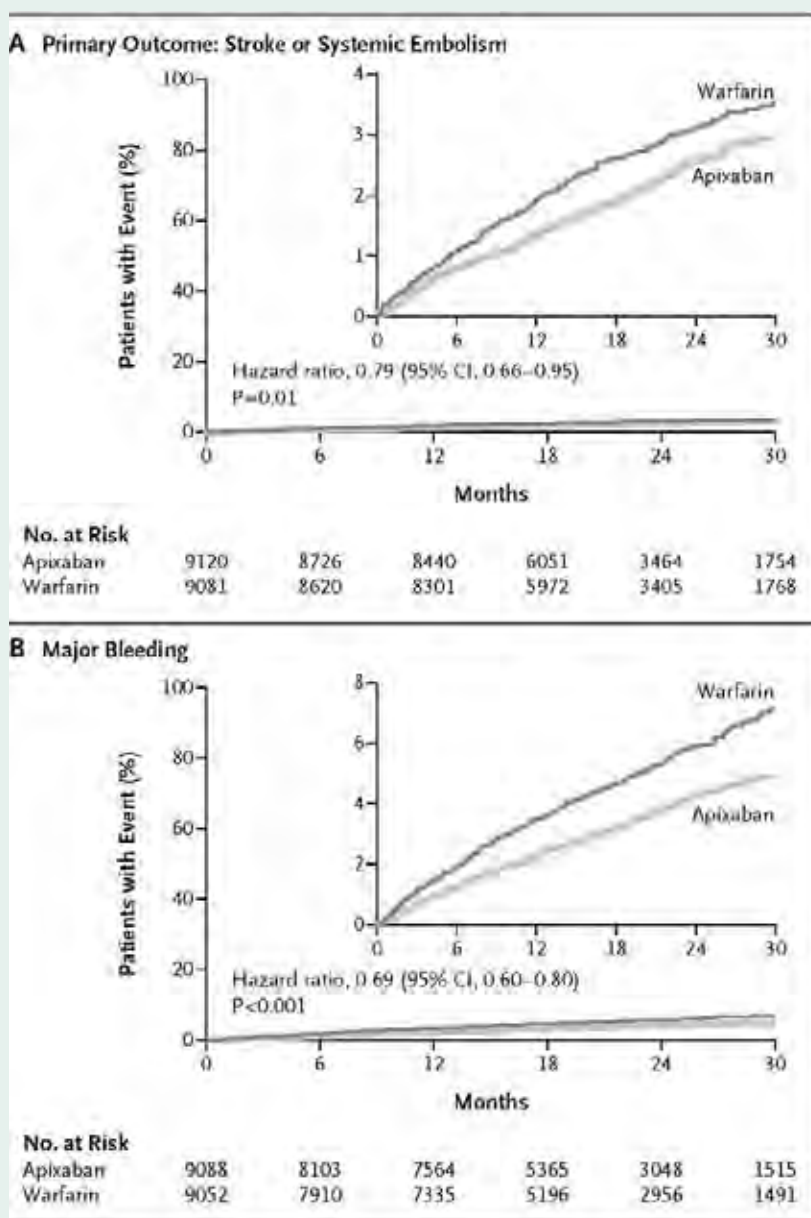 A Primary Outcome: Stroke or Systemic Embolism
Patients with Event (%)
100
80
60
40
20
0
4
3
2
1
0
Warfarin
Apixaban
0 6 12 18 24 30
Hazard ratio, 0.79 (95% CI, 0.66–0.95)
P=0.01
0 6 12 18 24 30
Months
No. at Risk
Apixaban 9120 8726 8440 6051 3464 1754
Warfarin 9081 8620 8301 5972 3405 1768
B Major Bleeding
Patients with Event (%)
100
80
60
40
20
0
8
6
4
2
0
Warfarin
Apixaban
0 6 12 18 24 30
Hazard ratio, 0.69 (95% CI, 0.60–0.80)
P<0.001
0 6 12 18 24 30
Months
No. at Risk
Apixaban 9088 8103 7564 5365 3048 1515
Warfarin 9052 7910 7335 5196 2956 1491